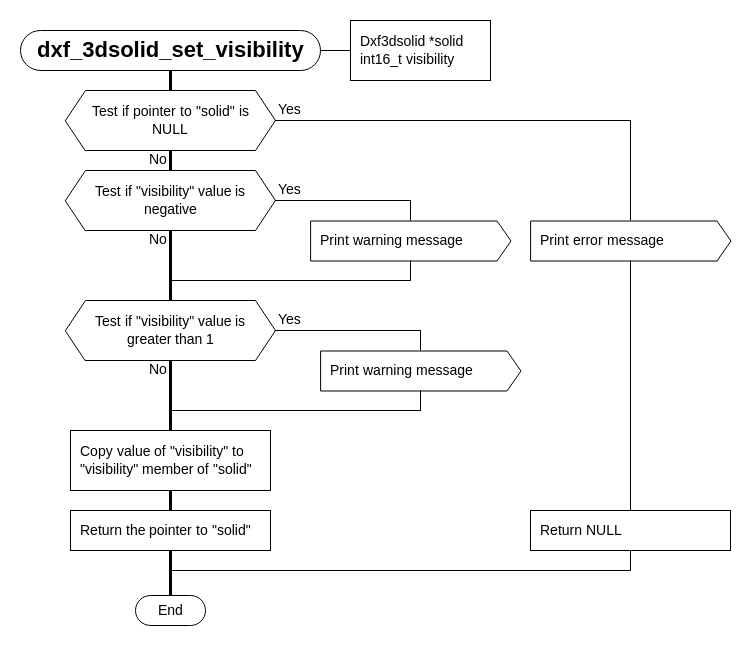 dxf_3dsolid_set_visibility
Dxf3dsolid *solid
int16_t visibility
Test if pointer to "solid" is
NULL
Yes
No
Test if "visibility" value is
negative
Yes
No
Print warning message
Print error message
Test if "visibility" value is
greater than 1
Yes
No
Print warning message
Copy value of "visibility" to
"visibility" member of "solid"
Return the pointer to "solid"
Return NULL
End